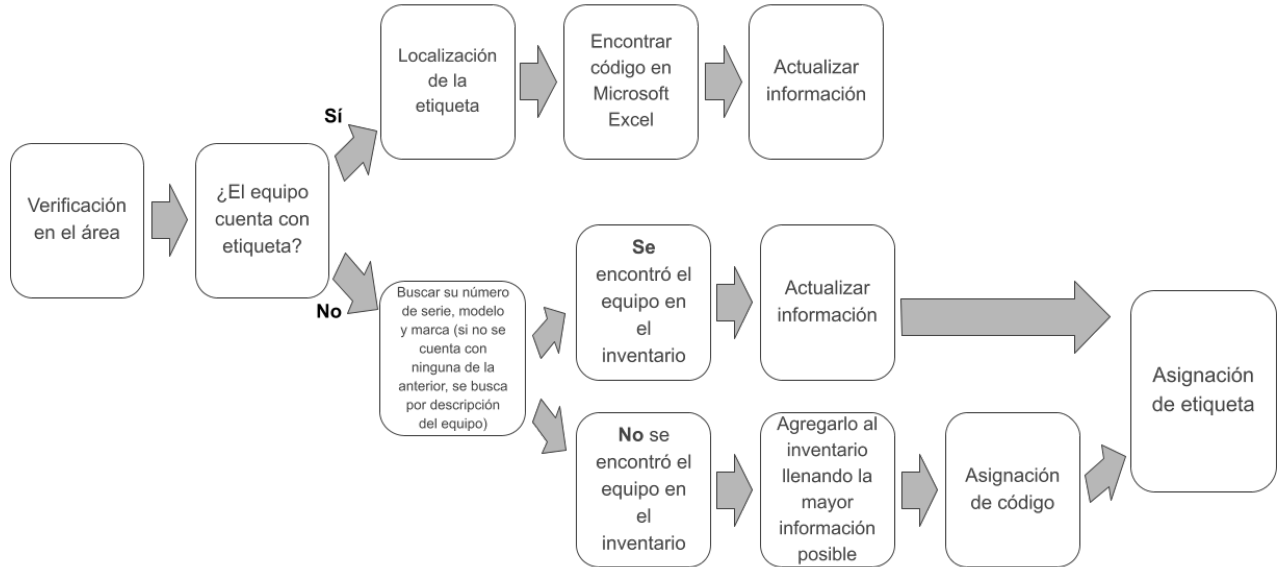 Localización
de la
etiqueta
Encontrar
código en
Microsoft
Excel
Actualizar
información
Sí
Verificación
en el área
¿El equipo
cuenta con
etiqueta?
No
Buscar su número
de serie, modelo
y marca (si no se
cuenta con
ninguna de la
anterior, se busca
por descripción
del equipo)
Se
encontró el
equipo en
el
inventario
Actualizar
información
No se
encontró el
equipo en
el
inventario
Agregarlo al
inventario
llenando la
mayor
información
posible
Asignación
de código
Asignación
de etiqueta